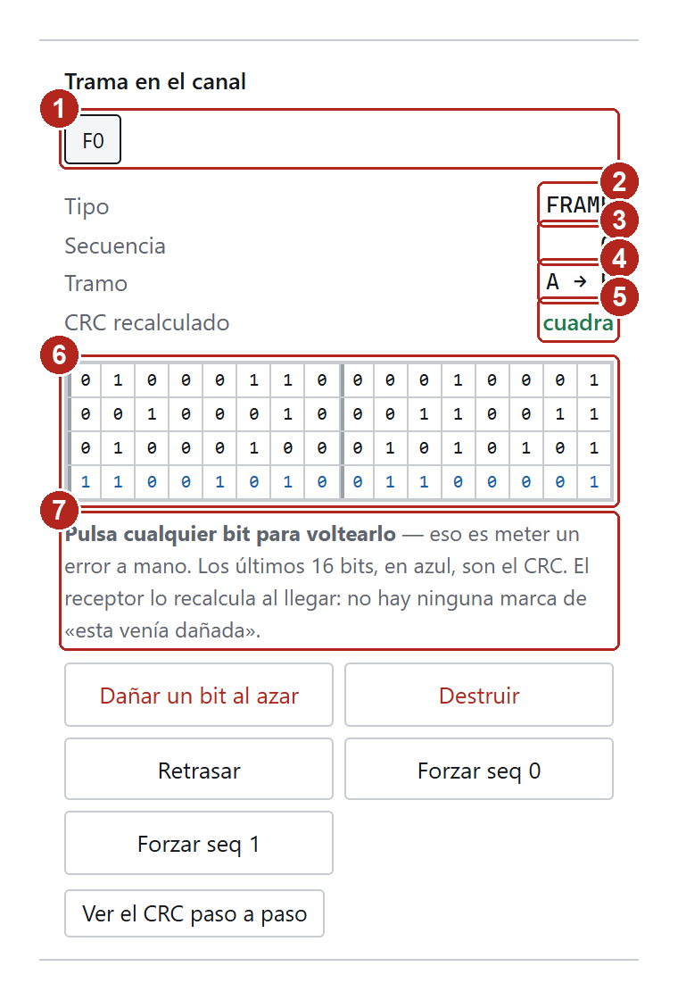 Trama en el canal
1
F0
2
Tipo
3
Secuencia
4
Tramo A →
5
CRC recalculado cuadra
6
0 1 0 0 0 1 1 0 0 0 0 1 0 0 0 1
0 0 1 0 0 0 1 0 0 0 1 1 0 0 1 1
0 1 0 0 0 1 0 0 0 1 0 1 0 1 0 1
1 1 0 0 1 0 1 0 0 1 1 0 0 0 0 1
7
Pulsa cualquier bit para voltearlo — eso es meter un
error a mano. Los últimos 16 bits, en azul, son el CRC. El
receptor lo recalcula al llegar: no hay ninguna marca de
«esta venía dañada».
Dañar un bit al azar Destruir
Retrasar Forzar seq 0
Forzar seq 1
Ver el CRC paso a paso